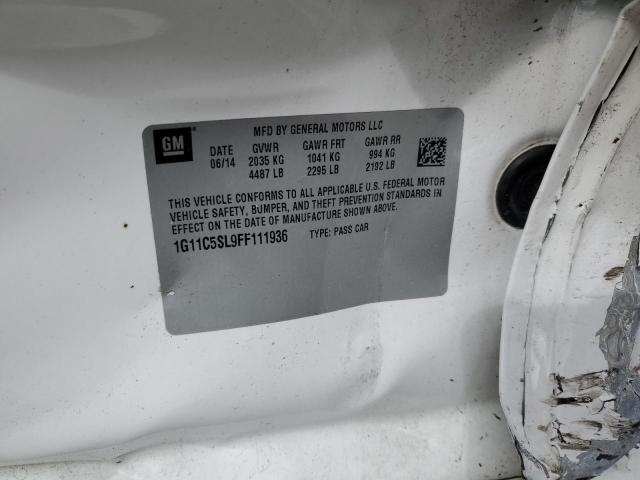 MFD BY GENERAL MOTORS LLC
GM DATE GVWR GAWR FRT GAWR RR
06/14 2035 KG 1041 KG 994 KG
4487 LB 2295 LB 2192 LB
THIS VEHICLE CONFORMS TO ALL APPLICABLE U.S. FEDERAL MOTOR
VEHICLE SAFETY, BUMPER, AND THEFT PREVENTION STANDARDS IN
EFFECT ON THE DATE OF MANUFACTURE SHOWN ABOVE.
1G11C5SL9FF111936 TYPE: PASS CAR